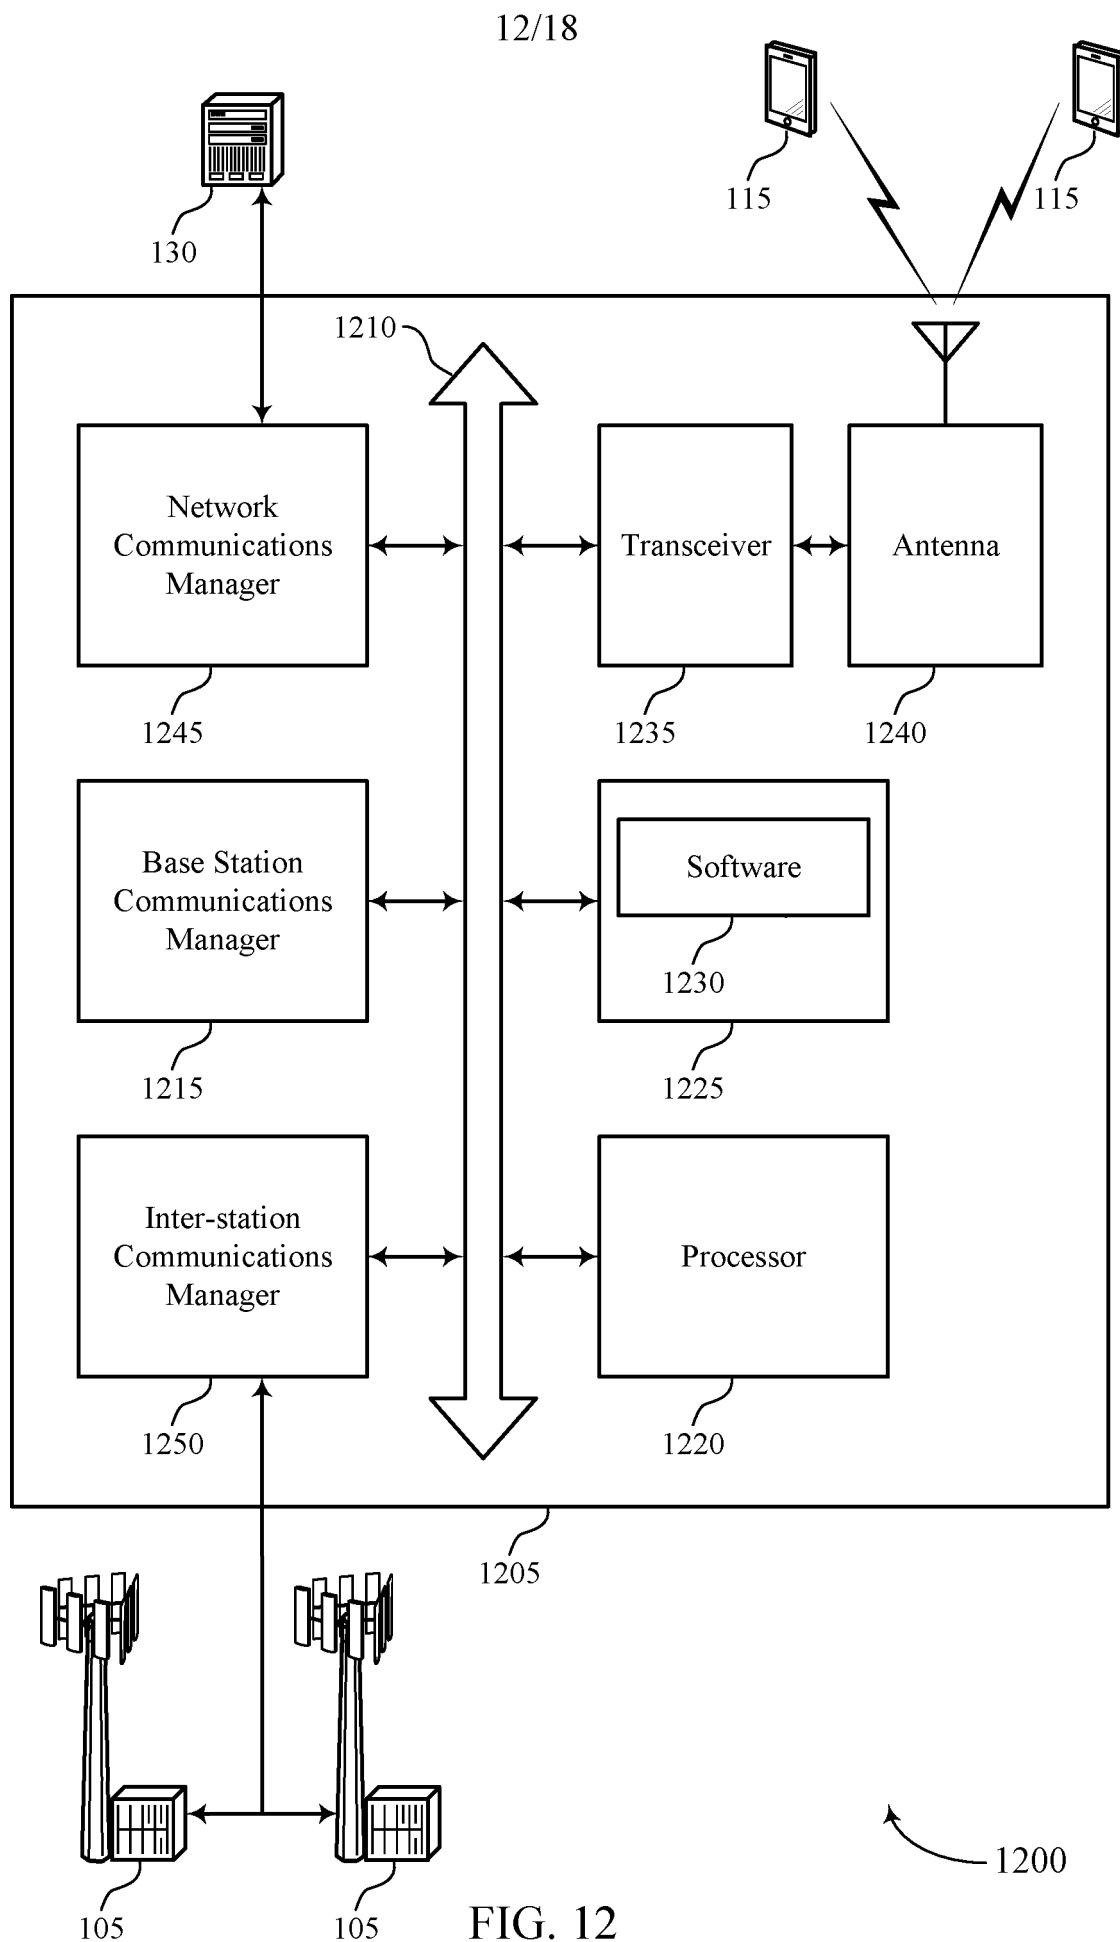 12/18
130
115
115
1210
Network
Communications
Manager
Transceiver
Antenna
1245
1235
1240
Base Station
Communications
Manager
Software
1230
1215
1225
Inter-station
Communications
Manager
Processor
1250
1220
1205
1200
105
105
FIG. 12